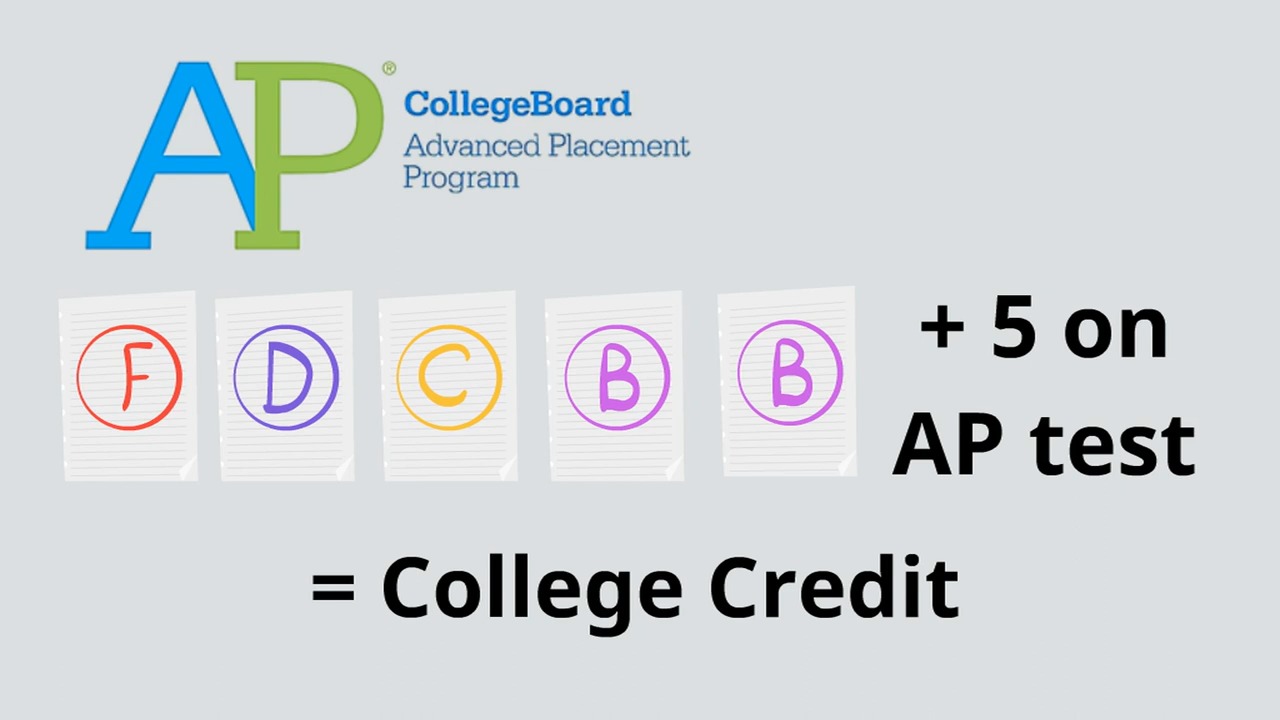 AP®
CollegeBoard
Advanced Placement
Program
F D C B B
+ 5 on
AP test
= College Credit